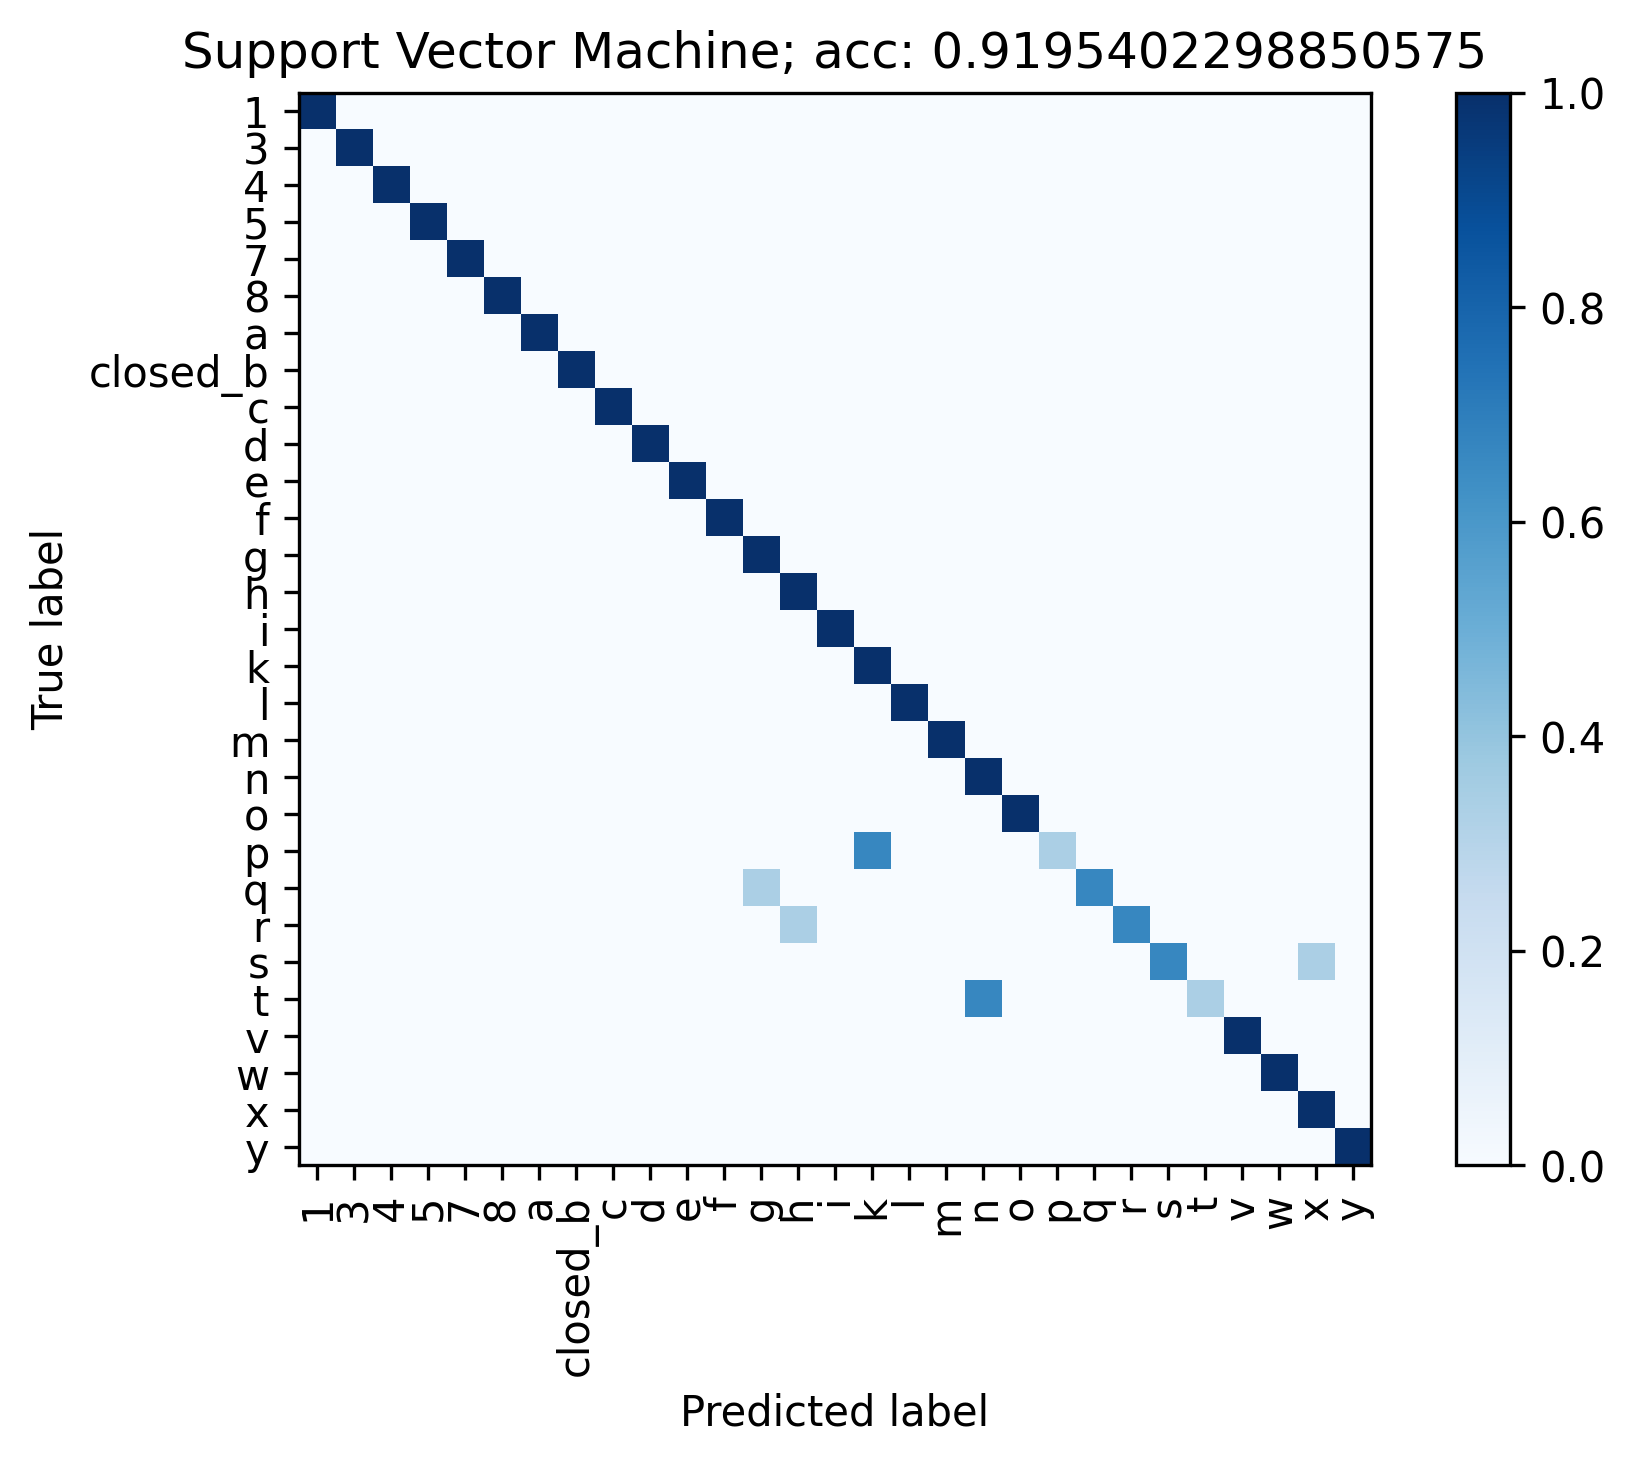 Support Vector Machine; acc: 0.9195402298850575
1
3
4
5
7
8
a
closed_b
c
d
e
f
g
h
i
k
l
m
n
o
p
q
r
s
t
v
w
x
y
True label
1
3
4
5
7
8
a
closed_b
c
d
e
f
g
h
i
k
l
m
n
o
p
q
r
s
t
v
w
x
y
Predicted label
1.0
0.8
0.6
0.4
0.2
0.0